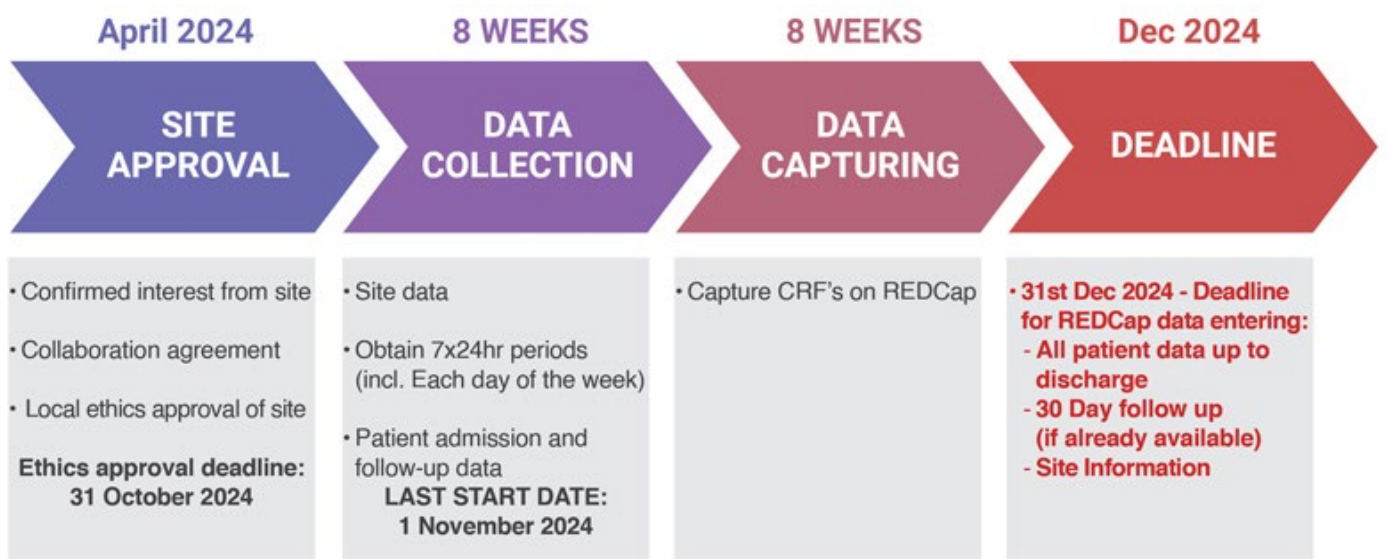 April 2024
SITE
APPROVAL
• Confirmed interest from site
• Collaboration agreement
• Local ethics approval of site
Ethics approval deadline:
31 October 2024
8 WEEKS
DATA
COLLECTION
• Site data
• Obtain 7x24hr periods
(incl. Each day of the week)
• Patient admission and
follow-up data
LAST START DATE:
1 November 2024
8 WEEKS
DATA
CAPTURING
• Capture CRF's on REDCap
Dec 2024
DEADLINE
• 31st Dec 2024 - Deadline
for REDCap data entering:
- All patient data up to
discharge
- 30 Day follow up
(if already available)
- Site Information